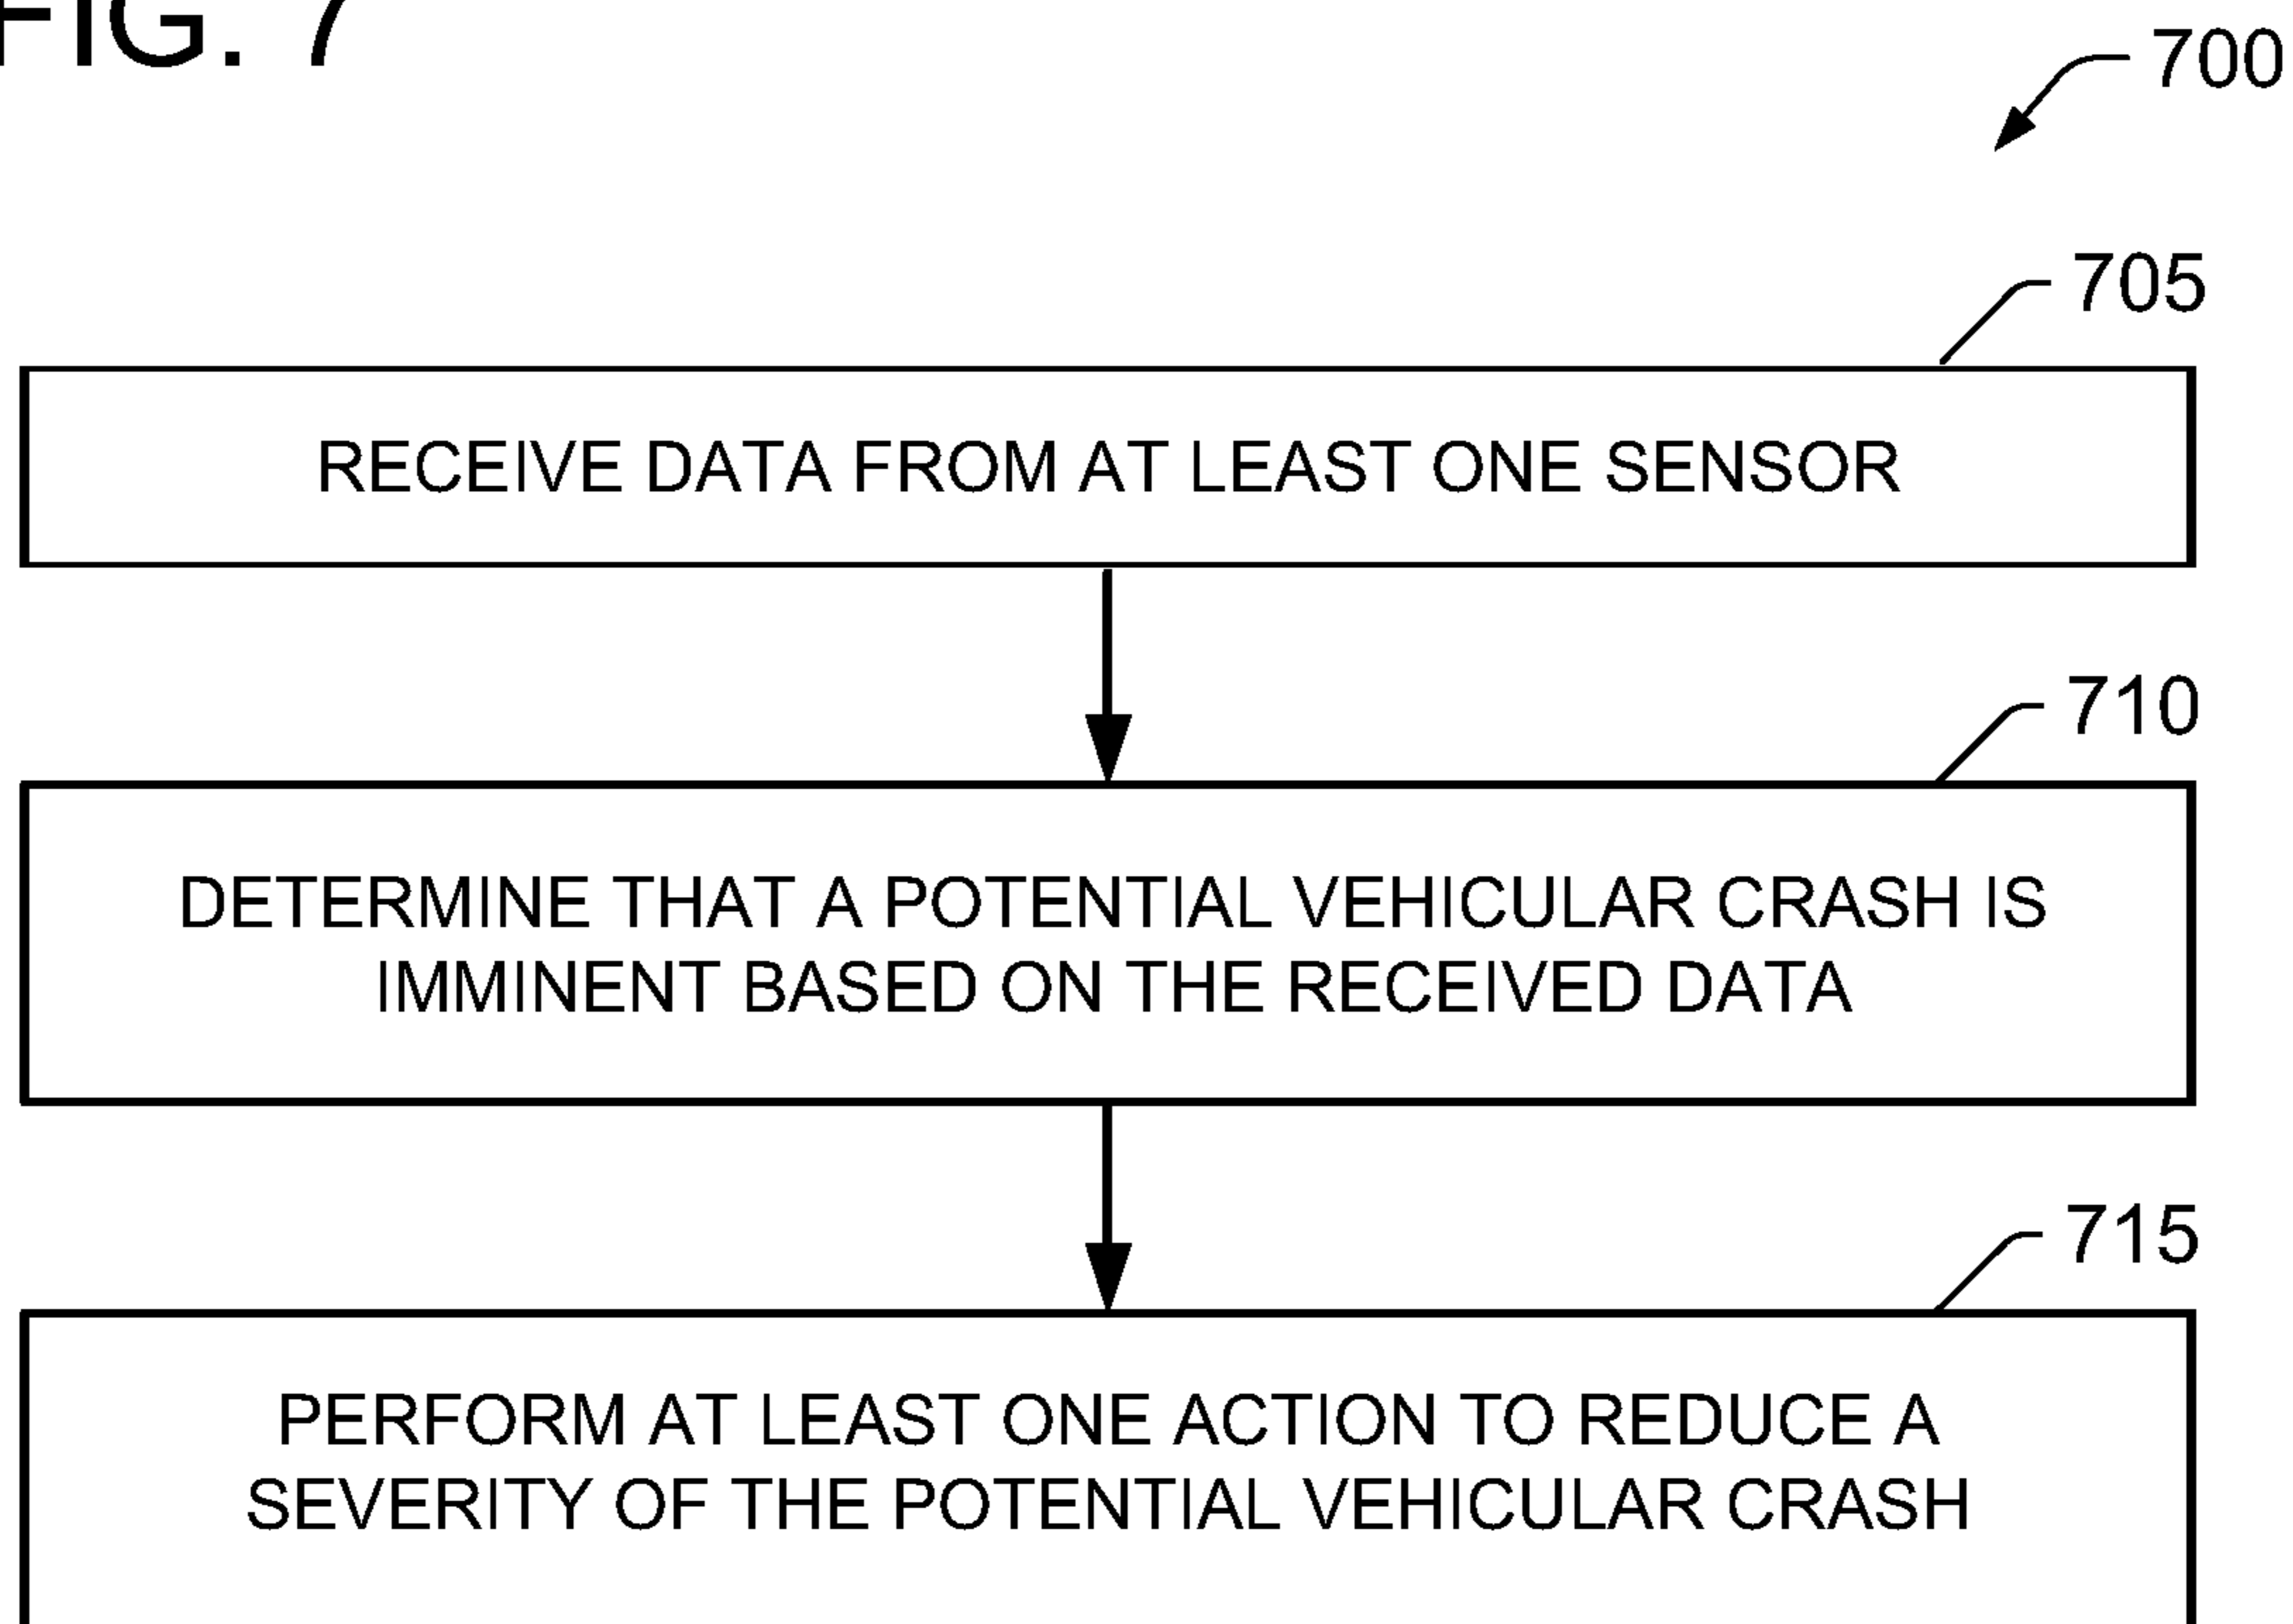 FIG. 7
700
705
RECEIVE DATA FROM AT LEAST ONE SENSOR
710
DETERMINE THAT A POTENTIAL VEHICULAR CRASH IS
IMMINENT BASED ON THE RECEIVED DATA
715
PERFORM AT LEAST ONE ACTION TO REDUCE A
SEVERITY OF THE POTENTIAL VEHICULAR CRASH